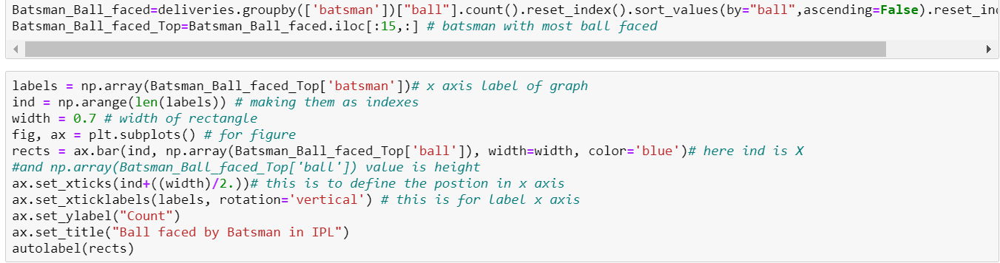 Batsman_Ball_faced=deliveries.groupby(['batsman'])["ball"].count().reset_index().sort_values(by="ball",ascending=False).reset_in
Batsman_Ball_faced_Top=Batsman_Ball_faced.iloc[:15,:] # batsman with most ball faced
labels = np.array(Batsman_Ball_faced_Top['batsman'])# x axis label of graph
ind = np.arange(len(labels)) # making them as indexes
width = 0.7 # width of rectangle
fig, ax = plt.subplots() # for figure
rects = ax.bar(ind, np.array(Batsman_Ball_faced_Top['ball']), width=width, color='blue')# here ind is X
#and np.array(Batsman_Ball_faced_Top['ball']) value is height
ax.set_xticks(ind+((width)/2.))# this is to define the postion in x axis
ax.set_xticklabels(labels, rotation='vertical') # this is for label x axis
ax.set_ylabel("Count")
ax.set_title("Ball faced by Batsman in IPL")
autolabel(rects)